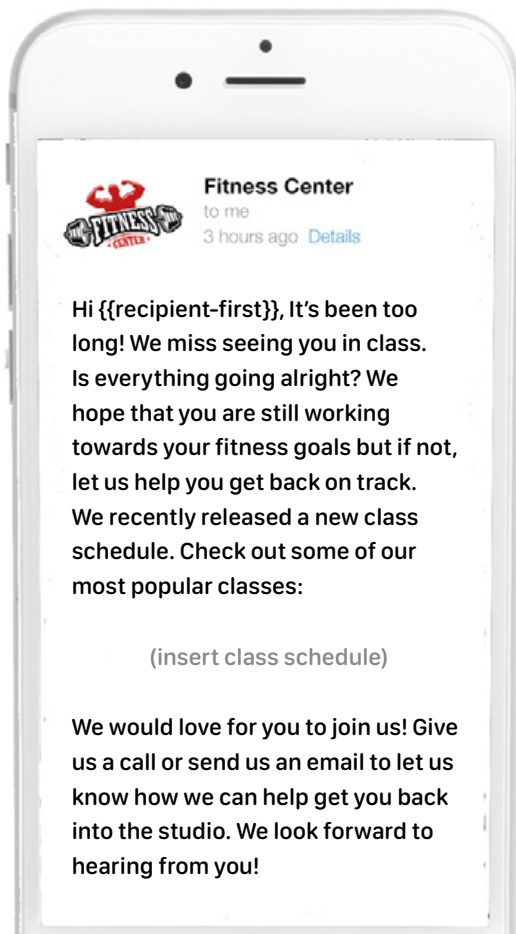 FITNESS
CENTER
Fitness Center
to me
3 hours ago Details
Hi {{recipient-first}}, It's been too
long! We miss seeing you in class.
Is everything going alright? We
hope that you are still working
towards your fitness goals but if not,
let us help you get back on track.
We recently released a new class
schedule. Check out some of our
most popular classes:
(insert class schedule)
We would love for you to join us! Give
us a call or send us an email to let us
know how we can help get you back
into the studio. We look forward to
hearing from you!